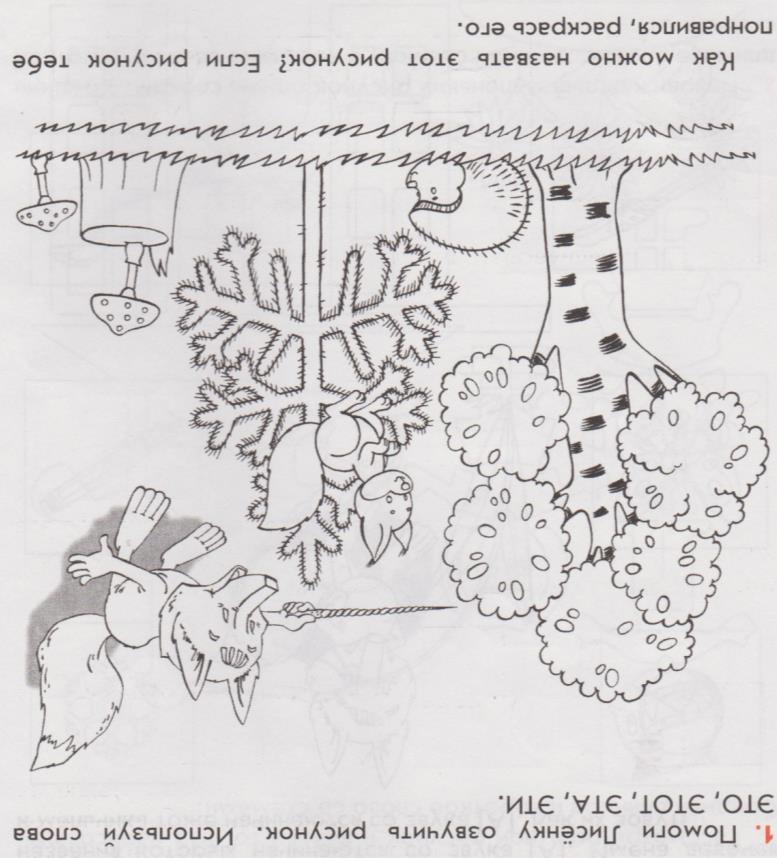 1. Помоги Лисёнку озвучить рисунок. Используй слова
ЭТО, ЭТОТ, ЭТА, ЭТИ.
Как можно назвать этот рисунок? Если рисунок тебе
понравился, раскрась его.